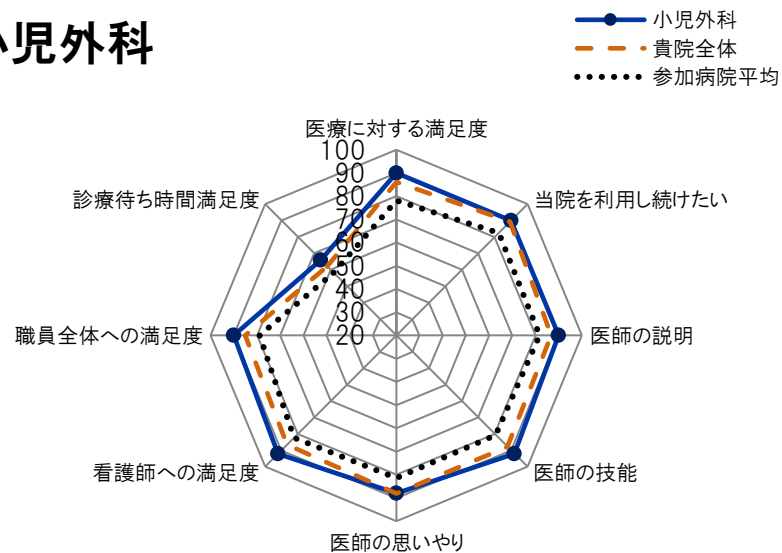 小児外科
小児外科
貴院全体
参加病院平均
医療に対する満足度
100
90
80
70
60
50
40
30
20
当院を利用し続けたい
医師の説明
医師の技能
医師の思いやり
看護師への満足度
職員全体への満足度
診療待ち時間満足度